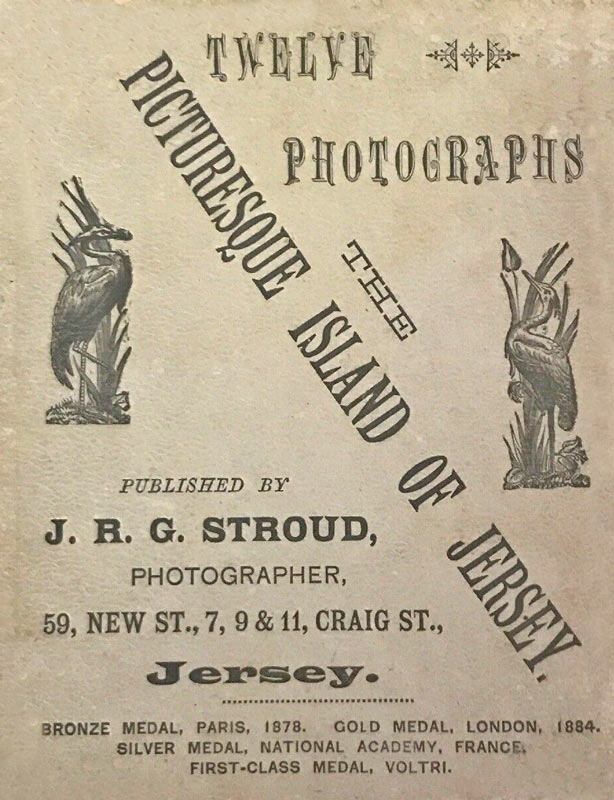 TWELVE
PHOTOGRAPHS
THE
PICTURESQUE ISLAND OF JERSEY.
PUBLISHED BY
J. R. G. STROUD,
PHOTOGRAPHER,
59, NEW ST., 7, 9 & 11, CRAIG ST.,
Jersey.
BRONZE MEDAL, PARIS, 1878. GOLD MEDAL, LONDON, 1884.
SILVER MEDAL, NATIONAL ACADEMY, FRANCE.
FIRST-CLASS MEDAL, VOLTRI.